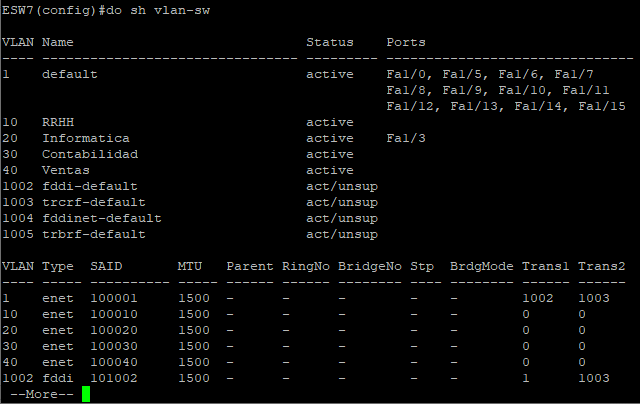 ESW7(config)#do sh vlan-sw
VLAN Name                             Status    Ports
---- -------------------------------- --------- -------------------------------
1    default                          active    Fa1/0, Fa1/5, Fa1/6, Fa1/7
                                                Fa1/8, Fa1/9, Fa1/10, Fa1/11
                                                Fa1/12, Fa1/13, Fa1/14, Fa1/15
10   RRHH                             active
20   Informatica                      active    Fa1/3
30   Contabilidad                     active
40   Ventas                           active
1002 fddi-default                     act/unsup
1003 trcrf-default                    act/unsup
1004 fddinet-default                  act/unsup
1005 trbrf-default                    act/unsup
VLAN Type  SAID       MTU   Parent RingNo BridgeNo Stp  BrdgMode Trans1 Trans2
---- ----- ---------- ----- ------ ------ -------- ---- -------- ------ ------
1    enet  100001     1500  -      -      -        -    -        1002   1003
10   enet  100010     1500  -      -      -        -    -        0      0
20   enet  100020     1500  -      -      -        -    -        0      0
30   enet  100030     1500  -      -      -        -    -        0      0
40   enet  100040     1500  -      -      -        -    -        0      0
1002 fddi  101002     1500  -      -      -        -    -        1      1003
 --More--